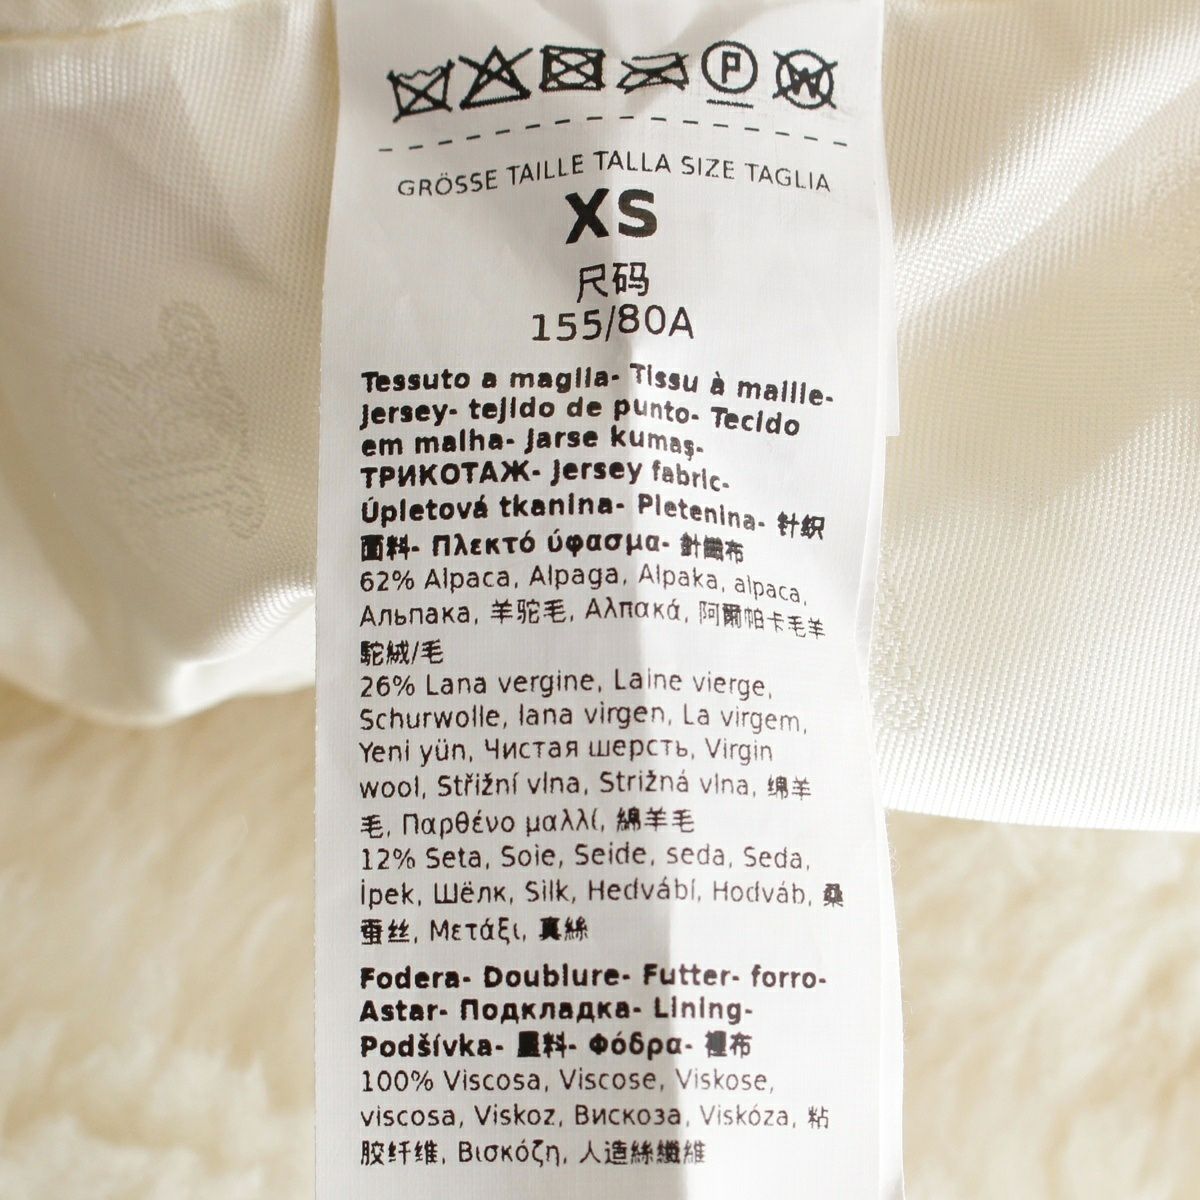 P W
GRÖSSE TAILLE TALLA SIZE TAGLIA
XS
尺码
155/80A
Tessuto a maglia- Tissu à maille-
Jersey- tejido de punto- Tecido
em malha- Jarse kumaş-
ТРИКОТАЖ- Jersey fabric-
Úpletová tkanina- Pletenina- 针织
面料- Πλεκτό ύφασμα- 針織布
62% Alpaca, Alpaga, Alpaka, alpaca,
Альпака, 羊驼毛, Αλπακά, 阿爾帕卡毛羊
駝絨/毛
26% Lana vergine, Laine vierge,
Schurwolle, lana virgen, La virgem,
Yeni yün, Чистая шерсть, Virgin
wool, Střižní vlna, Strižná vlna, 绵羊
毛, Παρθένο μαλλί, 綿羊毛
12% Seta, Soie, Seide, seda, Seda,
İpek, Шёлк, Silk, Hedvábí, Hodváb, 桑
蚕丝, Μετάξι, 真絲
Fodera- Doublure- Futter- forro-
Astar- Подкладка- Lining-
Podšívka- 里料- Φόδρα- 裡布
100% Viscosa, Viscose, Viskose,
viscosa, Viskoz, Вискоза, Viskóza, 粘
胶纤维, Βισκόζη, 人造絲纖維